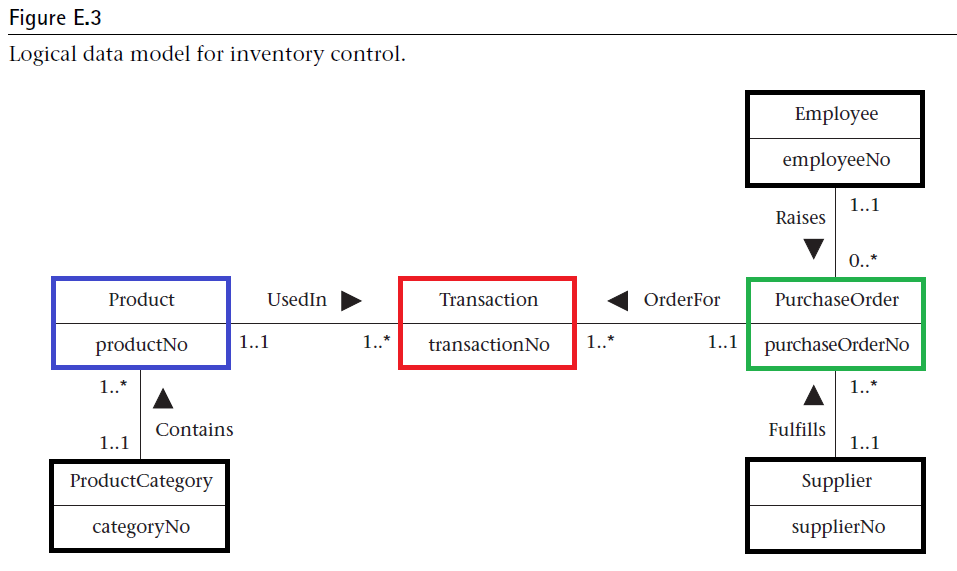 Figure E.3
Logical data model for inventory control.
Employee
employeeNo
1..1
Raises
0..*
Product
UsedIn
Transaction
OrderFor
PurchaseOrder
productNo
1..1
1..*
transactionNo
1..*
1..1
purchaseOrderNo
1..*
1..*
Contains
Fulfills
1..1
1..1
ProductCategory
Supplier
categoryNo
supplierNo